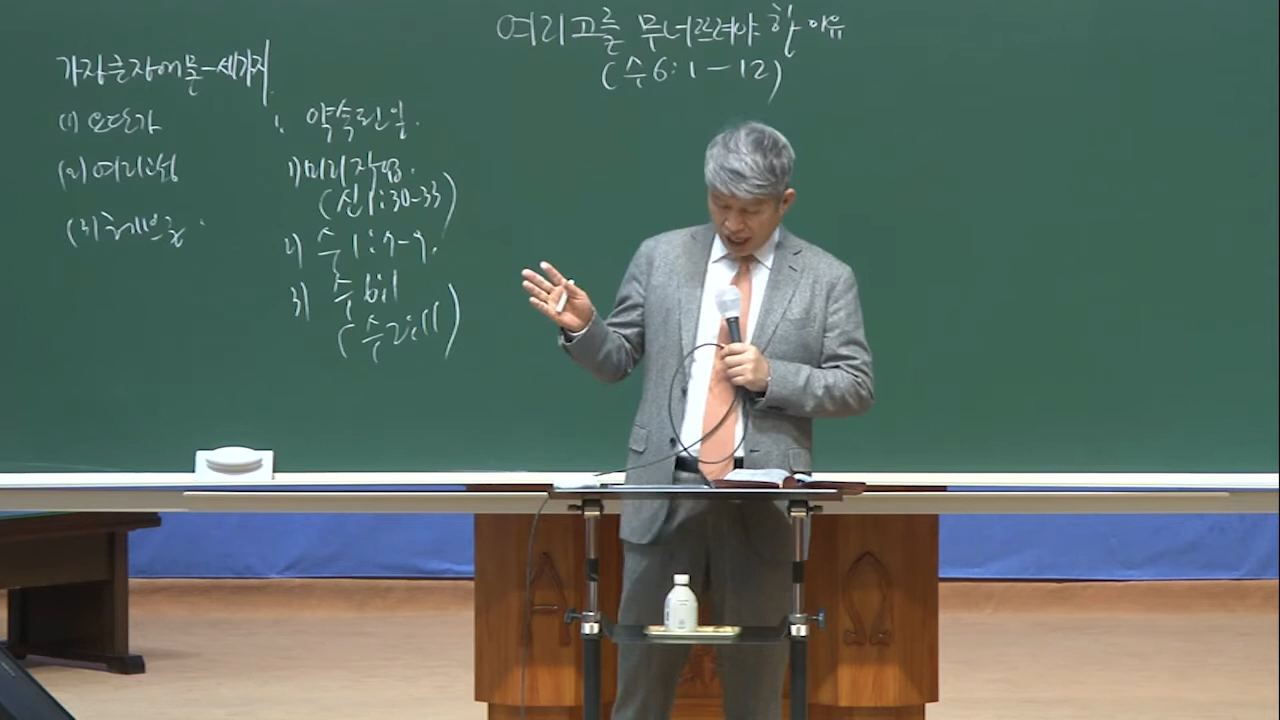 여리고를 무너뜨려야 한 이유
(수6:1-12)
가장큰장애물-세가지
(1) 요단강
(2) 여리고성
(3) 헤브론
1. 약속된 일.
1) 미리 작명.
(신1:30-33)
2) 수1:1-9.
3) 수6:1
(수2:11)
A Ω